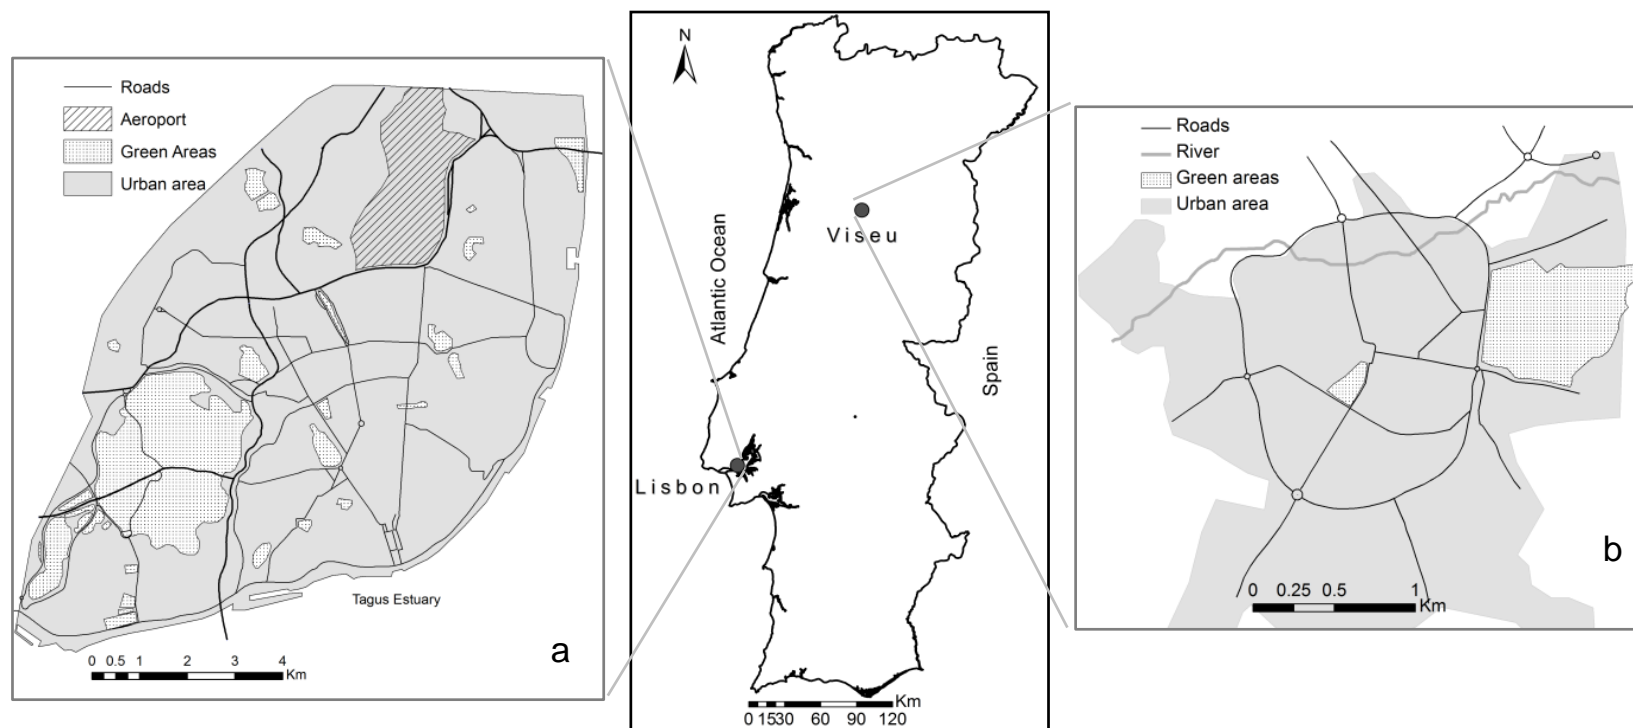 Roads
Aeroport
Green Areas
Urban area
Tagus Estuary
0 0.5 1 2 3 4
Km
a
N
Atlantic Ocean
Viseu
Spain
Lisbon
Km
0 15 30 60 90 120
Roads
River
Green areas
Urban area
b
0 0.25 0.5 1
Km